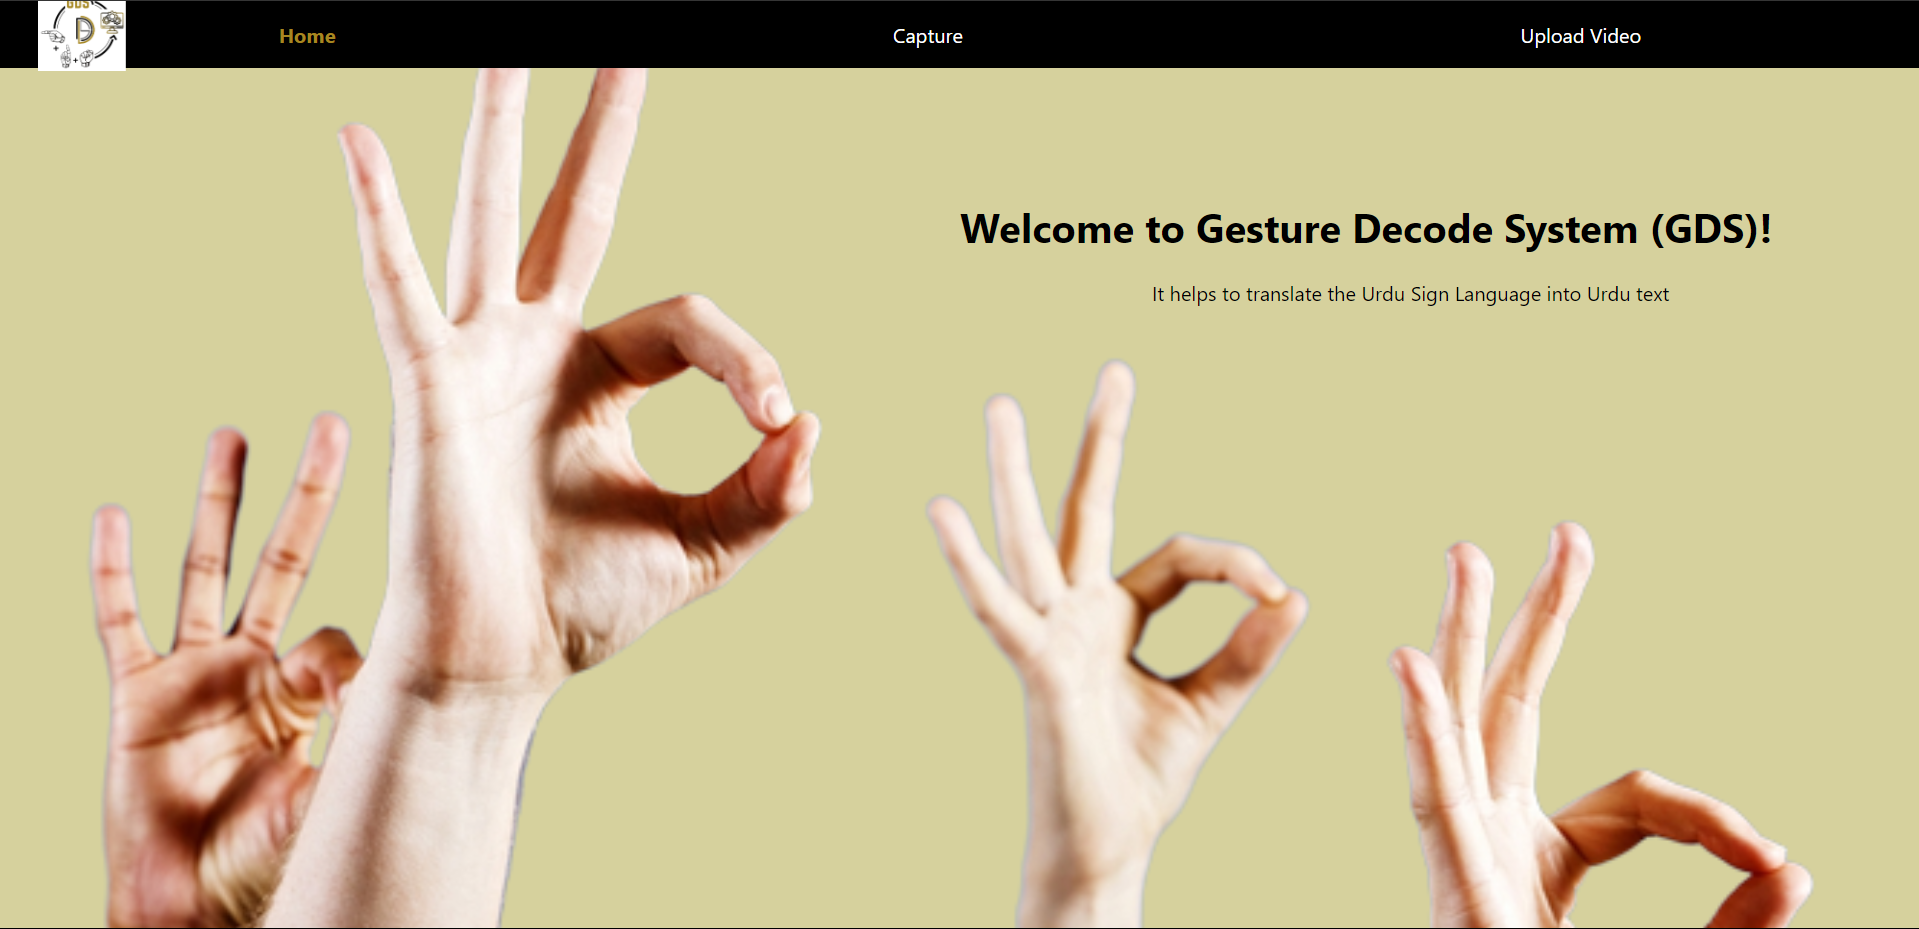 GDS
D
Home
Capture
Upload Video
Welcome to Gesture Decode System (GDS)!
It helps to translate the Urdu Sign Language into Urdu text